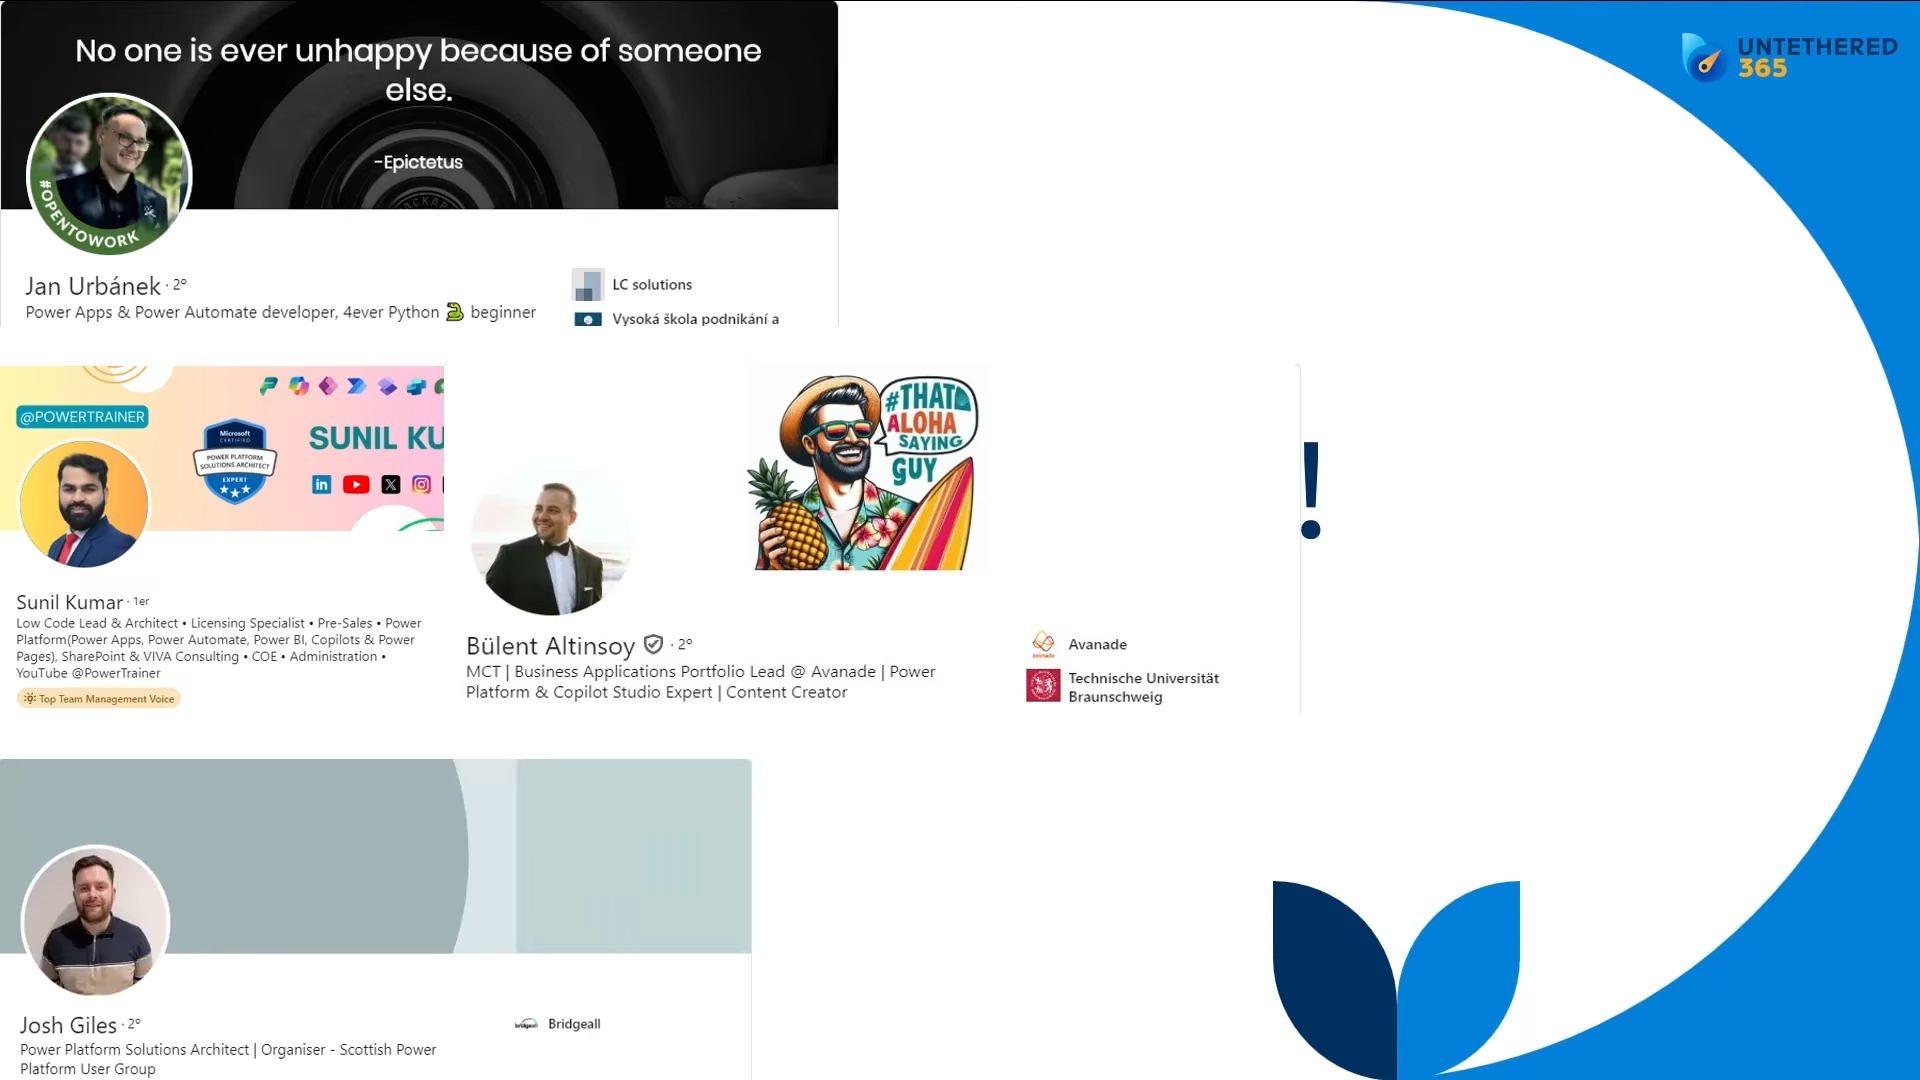 No one is ever unhappy because of someone
else.
-Epictetus
PACKARD
#OPENTOWORK
Jan Urbánek · 2º
Power Apps & Power Automate developer, 4ever Python 🐍 beginner
LC solutions
Vysoká škola podnikání a
UNTETHERED
365
@POWERTRAINER
Microsoft
CERTIFIED
POWER PLATFORM
SOLUTIONS ARCHITECT
EXPERT
SUNIL KU
Sunil Kumar · 1er
Low Code Lead & Architect • Licensing Specialist • Pre-Sales • Power
Platform(Power Apps, Power Automate, Power BI, Copilots & Power
Pages), SharePoint & VIVA Consulting • COE • Administration •
YouTube @PowerTrainer
Top Team Management Voice
#THAT
ALOHA
SAYING
GUY
Bülent Altinsoy · 2º
MCT | Business Applications Portfolio Lead @ Avanade | Power
Platform & Copilot Studio Expert | Content Creator
Avanade
Technische Universität
Braunschweig
!
Josh Giles · 2º
Power Platform Solutions Architect | Organiser - Scottish Power
Platform User Group
bridgeall
Bridgeall